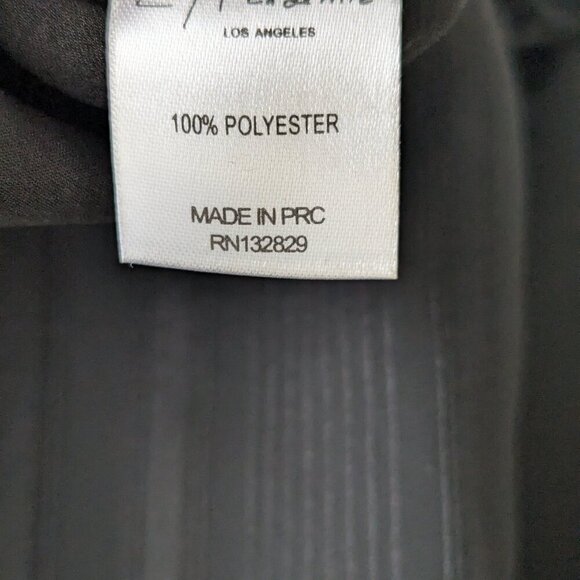 LOS ANGELES
100% POLYESTER
MADE IN PRC
RN132829